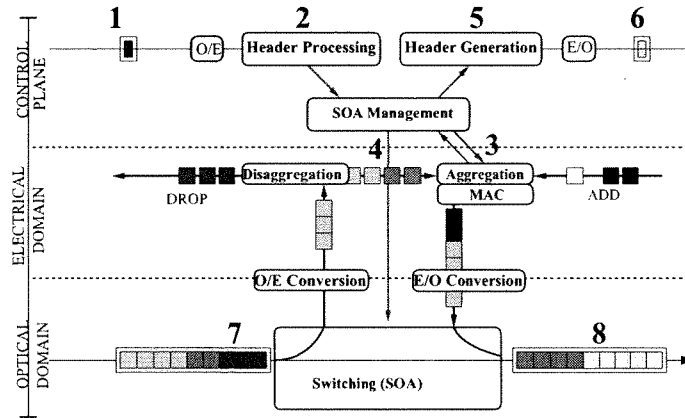 1 2 5 6
O/E Header Processing Header Generation E/O
CONTROL
PLANE
SOA Management
3
4
Disaggregation Aggregation
MAC
DROP ADD
ELECTRICAL
DOMAIN
O/E Conversion E/O Conversion
7 8
OPTICAL
DOMAIN
Switching (SOA)